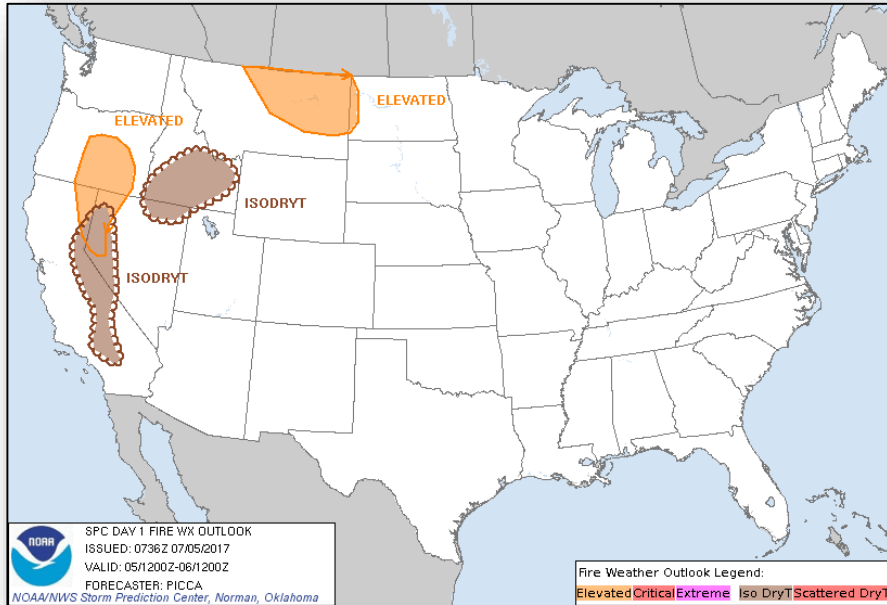 ELEVATED
ELEVATED
ISODRYT
ISODRYT
NOAA
SPC DAY 1 FIRE WX OUTLOOK
ISSUED: 0736Z 07/05/2017
VALID: 05/1200Z-06/1200Z
FORECASTER: PICCA
NOAA/NWS Storm Prediction Center, Norman, Oklahoma
Fire Weather Outlook Legend:
Elevated Critical Extreme Iso DryT Scattered DryT